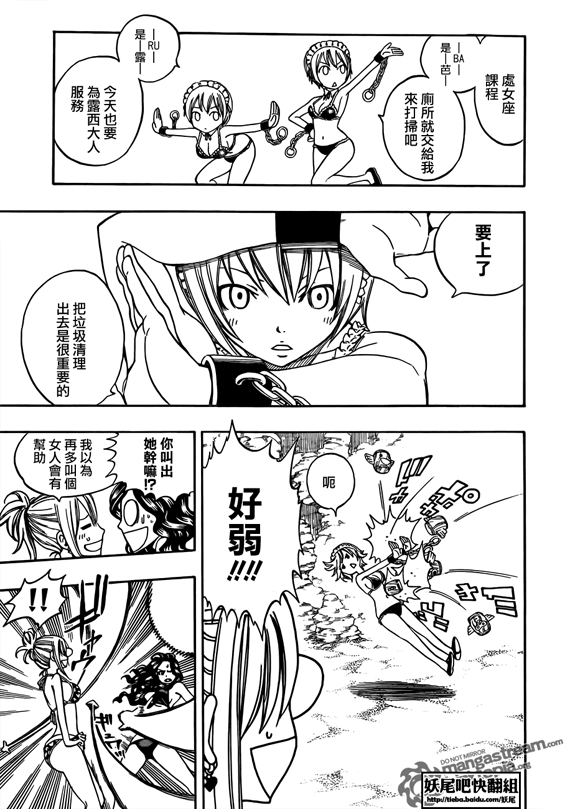 處女座
課程
—BA—
是—芭—
廁所就交給我
來打掃吧
—RU—
是—露—
今天也要
為露西大人
服務
要上了
把垃圾清理
出去是很重要的
呃
好弱!!!!
你叫出
她幹嘛!?
我以為
再多叫個
女人會有
幫助
!!
DO NOT MIRROR
Mangastream.com
妖尾吧快翻組
http://tieba.baidu.com/妖尾